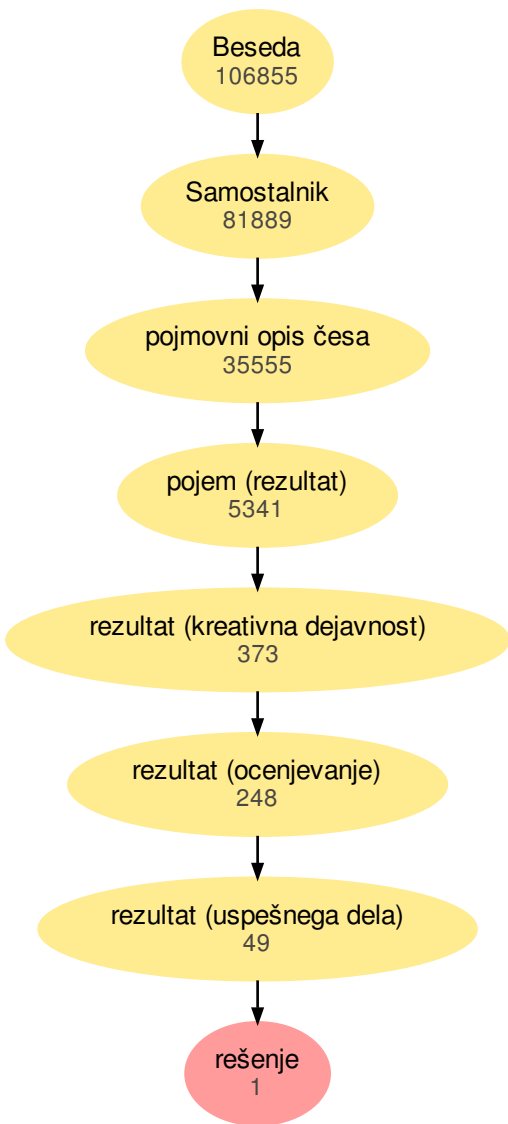 Beseda
106855
Samostalnik
81889
pojmovni opis česa
35555
pojem (rezultat)
5341
rezultat (kreativna dejavnost)
373
rezultat (ocenjevanje)
248
rezultat (uspešnega dela)
49
rešenje
1